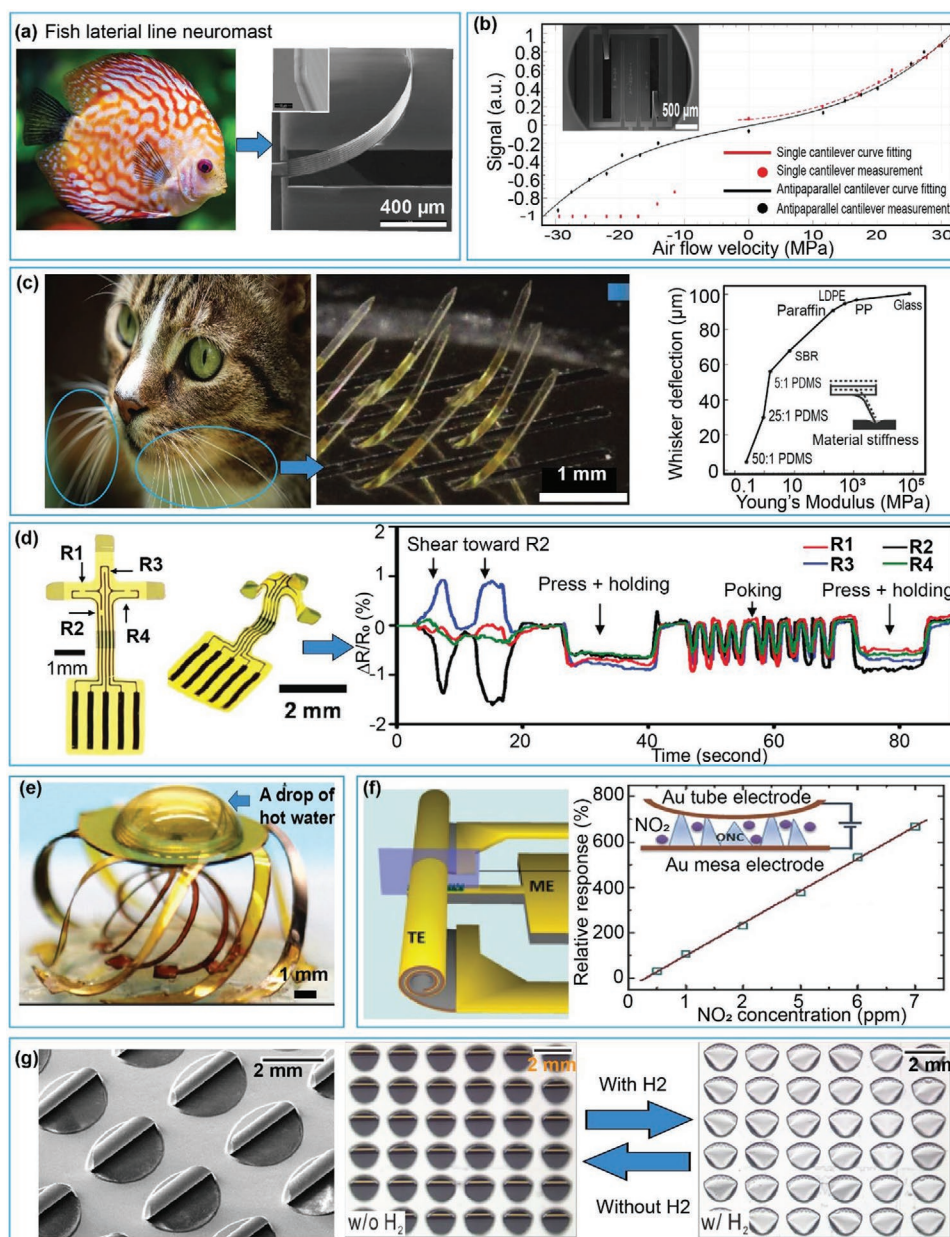 (a) Fish laterial line neuromast
400 µm
(b)
Signal (a.u.)
1
0.8
0.6
0.4
0.2
0
-0.2
-0.4
-0.6
-0.8
-1
500 µm
Single cantilever curve fitting
Single cantilever measurement
Antipaparallel cantilever curve fitting
Antipaparallel cantilever measurement
-30 -20 -10 0 10 20 30
Air flow velocity (MPa)
(c)
1 mm
Whisker deflection (µm)
100
80
60
40
20
0
LDPE
Paraffin
PP
Glass
SBR
5:1 PDMS
25:1 PDMS
50:1 PDMS
Material stiffness
0.1 10 10³ 10⁵
Young's Modulus (MPa)
(d)
R1
R3
R2
R4
1mm
2 mm
ΔR/R₀ (%)
2
1
0
-1
-2
Shear toward R2
Press + holding
Poking
Press + holding
R1 R2
R3 R4
0 20 40 60 80
Time (second)
(e)
A drop of
hot water
1 mm
(f)
TE
ME
Relative response (%)
800
600
400
200
0
Au tube electrode
NO₂
ONC
Au mesa electrode
0 1 2 5 6 7
NO₂ concentration (ppm)
(g)
2 mm
2 mm
w/o H₂
With H2
Without H2
2 mm
w/ H₂